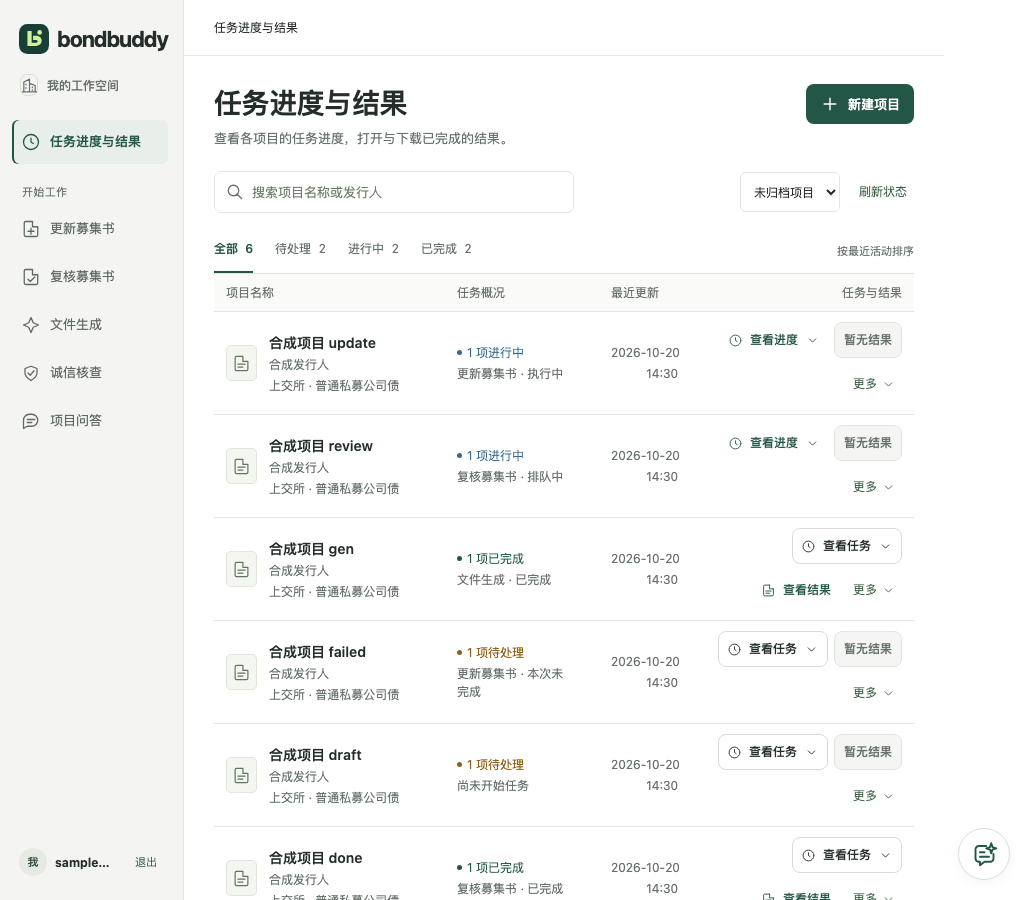 bondbuddy
我的工作空间
任务进度与结果
开始工作
更新募集书
复核募集书
文件生成
诚信核查
项目问答
我 sample... 退出
任务进度与结果
任务进度与结果
新建项目
查看各项目的任务进度，打开与下载已完成的结果。
搜索项目名称或发行人
未归档项目 刷新状态
全部 6 待处理 2 进行中 2 已完成 2 按最近活动排序
项目名称 任务概况 最近更新 任务与结果
合成项目 update
合成发行人
上交所 · 普通私募公司债
1 项进行中
更新募集书 · 执行中
2026-10-20
14:30
查看进度 暂无结果
更多
合成项目 review
合成发行人
上交所 · 普通私募公司债
1 项进行中
复核募集书 · 排队中
2026-10-20
14:30
查看进度 暂无结果
更多
合成项目 gen
合成发行人
上交所 · 普通私募公司债
1 项已完成
文件生成 · 已完成
2026-10-20
14:30
查看任务
查看结果 更多
合成项目 failed
合成发行人
上交所 · 普通私募公司债
1 项待处理
更新募集书 · 本次未
完成
2026-10-20
14:30
查看任务 暂无结果
更多
合成项目 draft
合成发行人
上交所 · 普通私募公司债
1 项待处理
尚未开始任务
2026-10-20
14:30
查看任务 暂无结果
更多
合成项目 done
合成发行人
上交所 · 普通私募公司债
1 项已完成
复核募集书 · 已完成
2026-10-20
14:30
查看任务
查看结果 更多